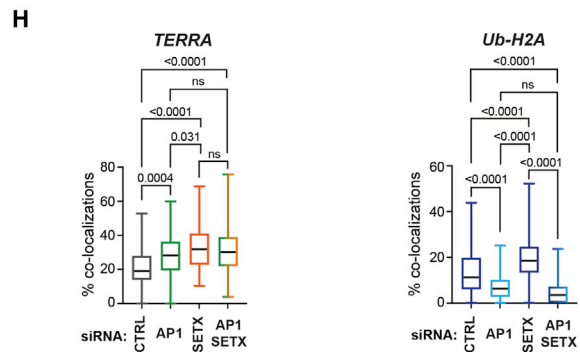 H
TERRA
<0.0001
ns
<0.0001
0.031
ns
0.0004
80
60
40
20
0
% co-localizations
siRNA:
CTRL
AP1
SETX
AP1
SETX
Ub-H2A
<0.0001
ns
<0.0001
<0.0001
<0.0001
<0.0001
60
40
20
0
% co-localizations
siRNA:
CTRL
AP1
SETX
AP1
SETX